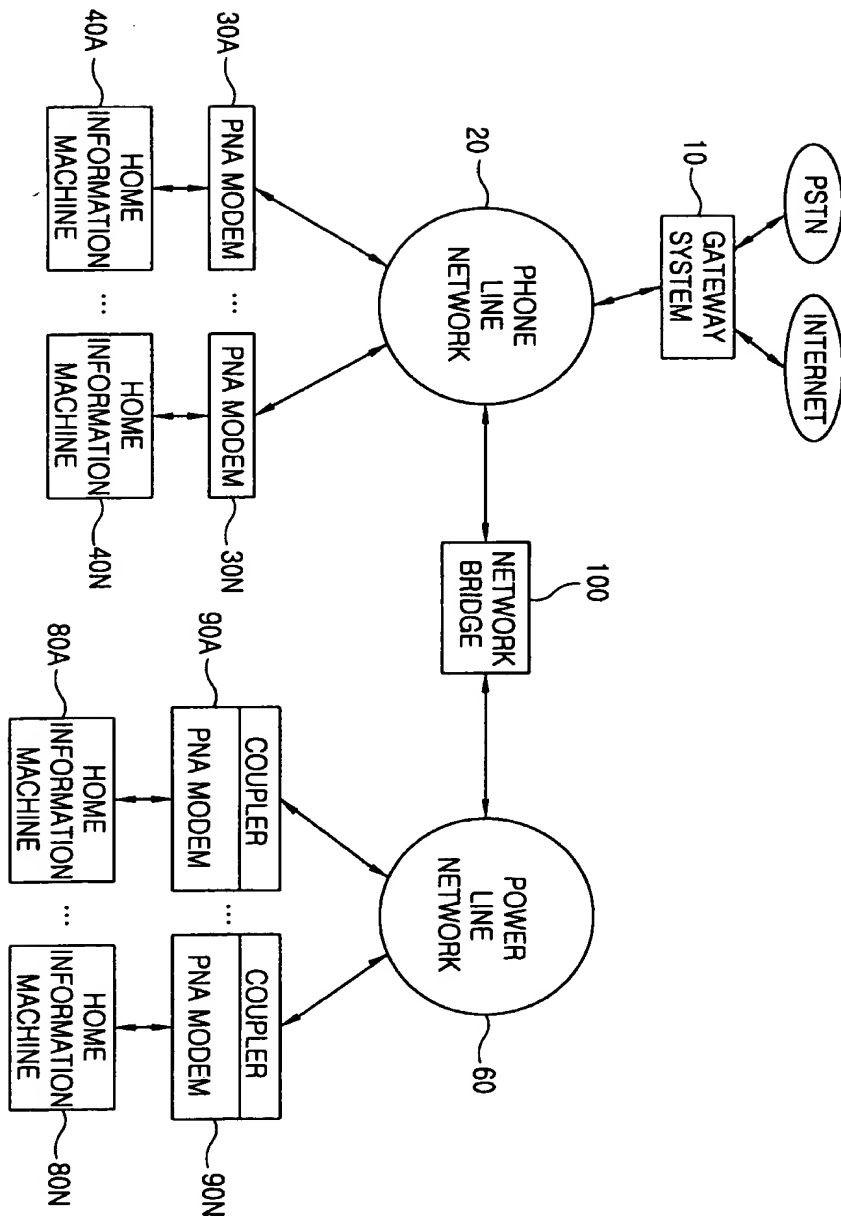 PSTN
INTERNET
10
GATEWAY
SYSTEM
20
PHONE
LINE
NETWORK
100
NETWORK
BRIDGE
POWER
LINE
NETWORK
60
30A
PNA MODEM
...
PNA MODEM
30N
40A
HOME
INFORMATION
MACHINE
...
HOME
INFORMATION
MACHINE
40N
90A
COUPLER
PNA MODEM
...
COUPLER
PNA MODEM
90N
80A
HOME
INFORMATION
MACHINE
...
HOME
INFORMATION
MACHINE
80N